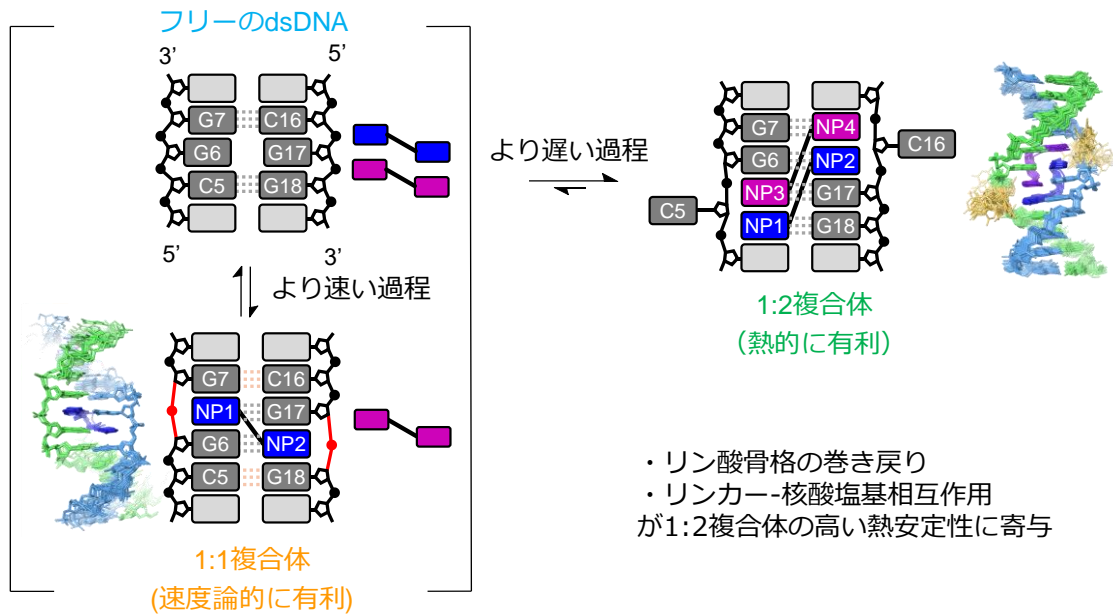 フリーのdsDNA
3’
5’
G7
C16
G6
G17
C5
G18
5’
3’
より速い過程
G7
C16
NP1
G17
G6
NP2
C5
G18
1:1複合体
(速度論的に有利)
より遅い過程
G7
NP4
C16
G6
NP2
NP3
G17
C5
NP1
G18
1:2複合体
（熱的に有利）
・リン酸骨格の巻き戻り
・リンカー-核酸塩基相互作用
が1:2複合体の高い熱安定性に寄与